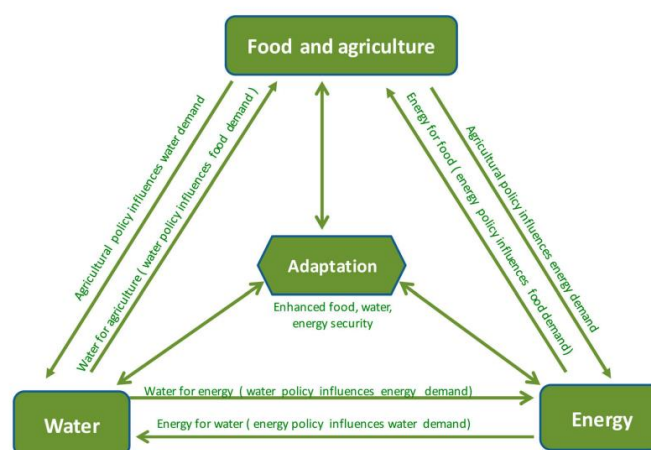 Food and agriculture
Agricultural policy influences water demand
Water for agriculture ( water policy influences food demand )
Energy for food ( energy policy influences food demand)
Agricultural policy influences energy demand
Adaptation
Enhanced food, water,
energy security
Water for energy ( water policy influences energy demand)
Water
Energy for water ( energy policy influences water demand)
Energy